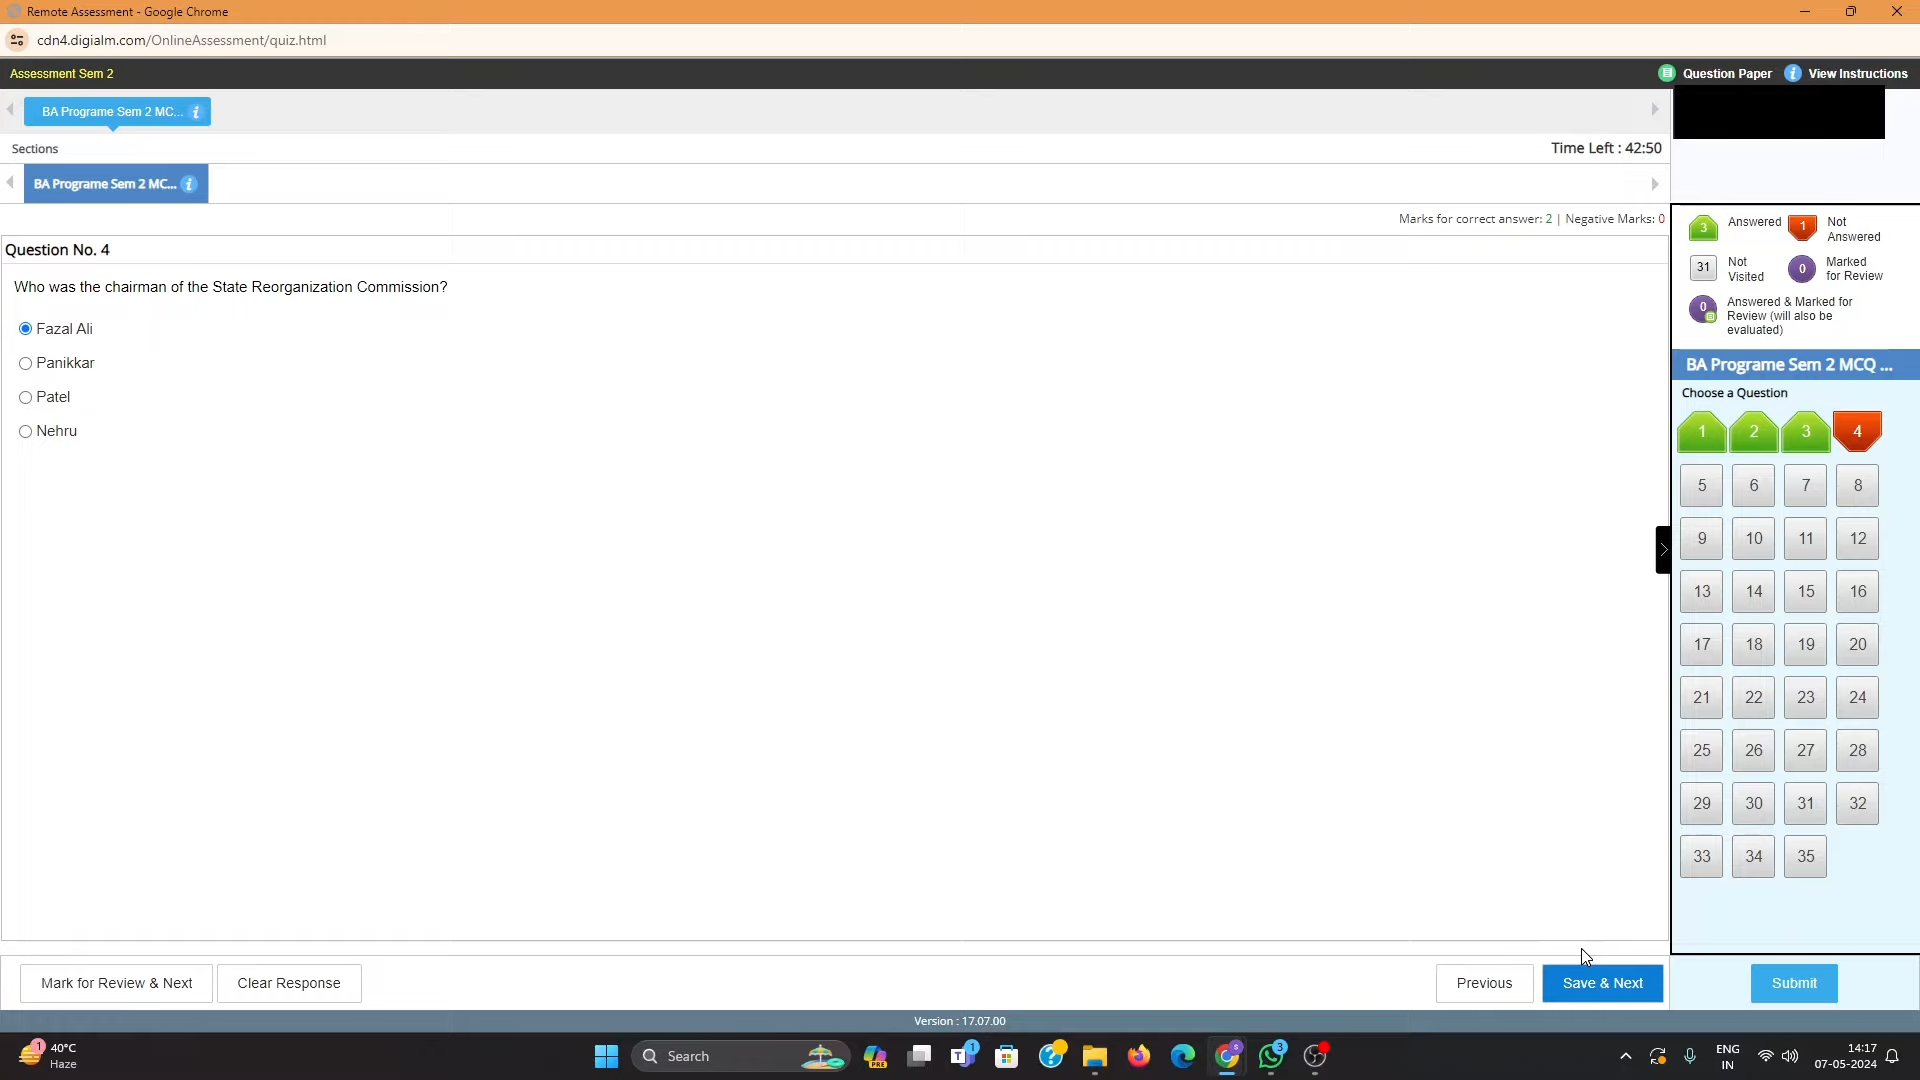 Remote Assessment - Google Chrome
cdn4.digialm.com/OnlineAssessment/quiz.html
Assessment Sem 2
Question Paper
View Instructions
BA Programe Sem 2 MC...
Sections
Time Left : 42:50
BA Programe Sem 2 MC...
Marks for correct answer: 2 | Negative Marks: 0
Question No. 4
Who was the chairman of the State Reorganization Commission?
Fazal Ali
Panikkar
Patel
Nehru
3 Answered
1 Not Answered
31 Not Visited
0 Marked for Review
0 Answered & Marked for Review (will also be evaluated)
BA Programe Sem 2 MCQ ...
Choose a Question
1 2 3 4
5 6 7 8
9 10 11 12
13 14 15 16
17 18 19 20
21 22 23 24
25 26 27 28
29 30 31 32
33 34 35
Mark for Review & Next
Clear Response
Previous
Save & Next
Submit
Version : 17.07.00
1
40°C
Haze
Search
PRE
1
3
ENG
IN
14:17
07-05-2024